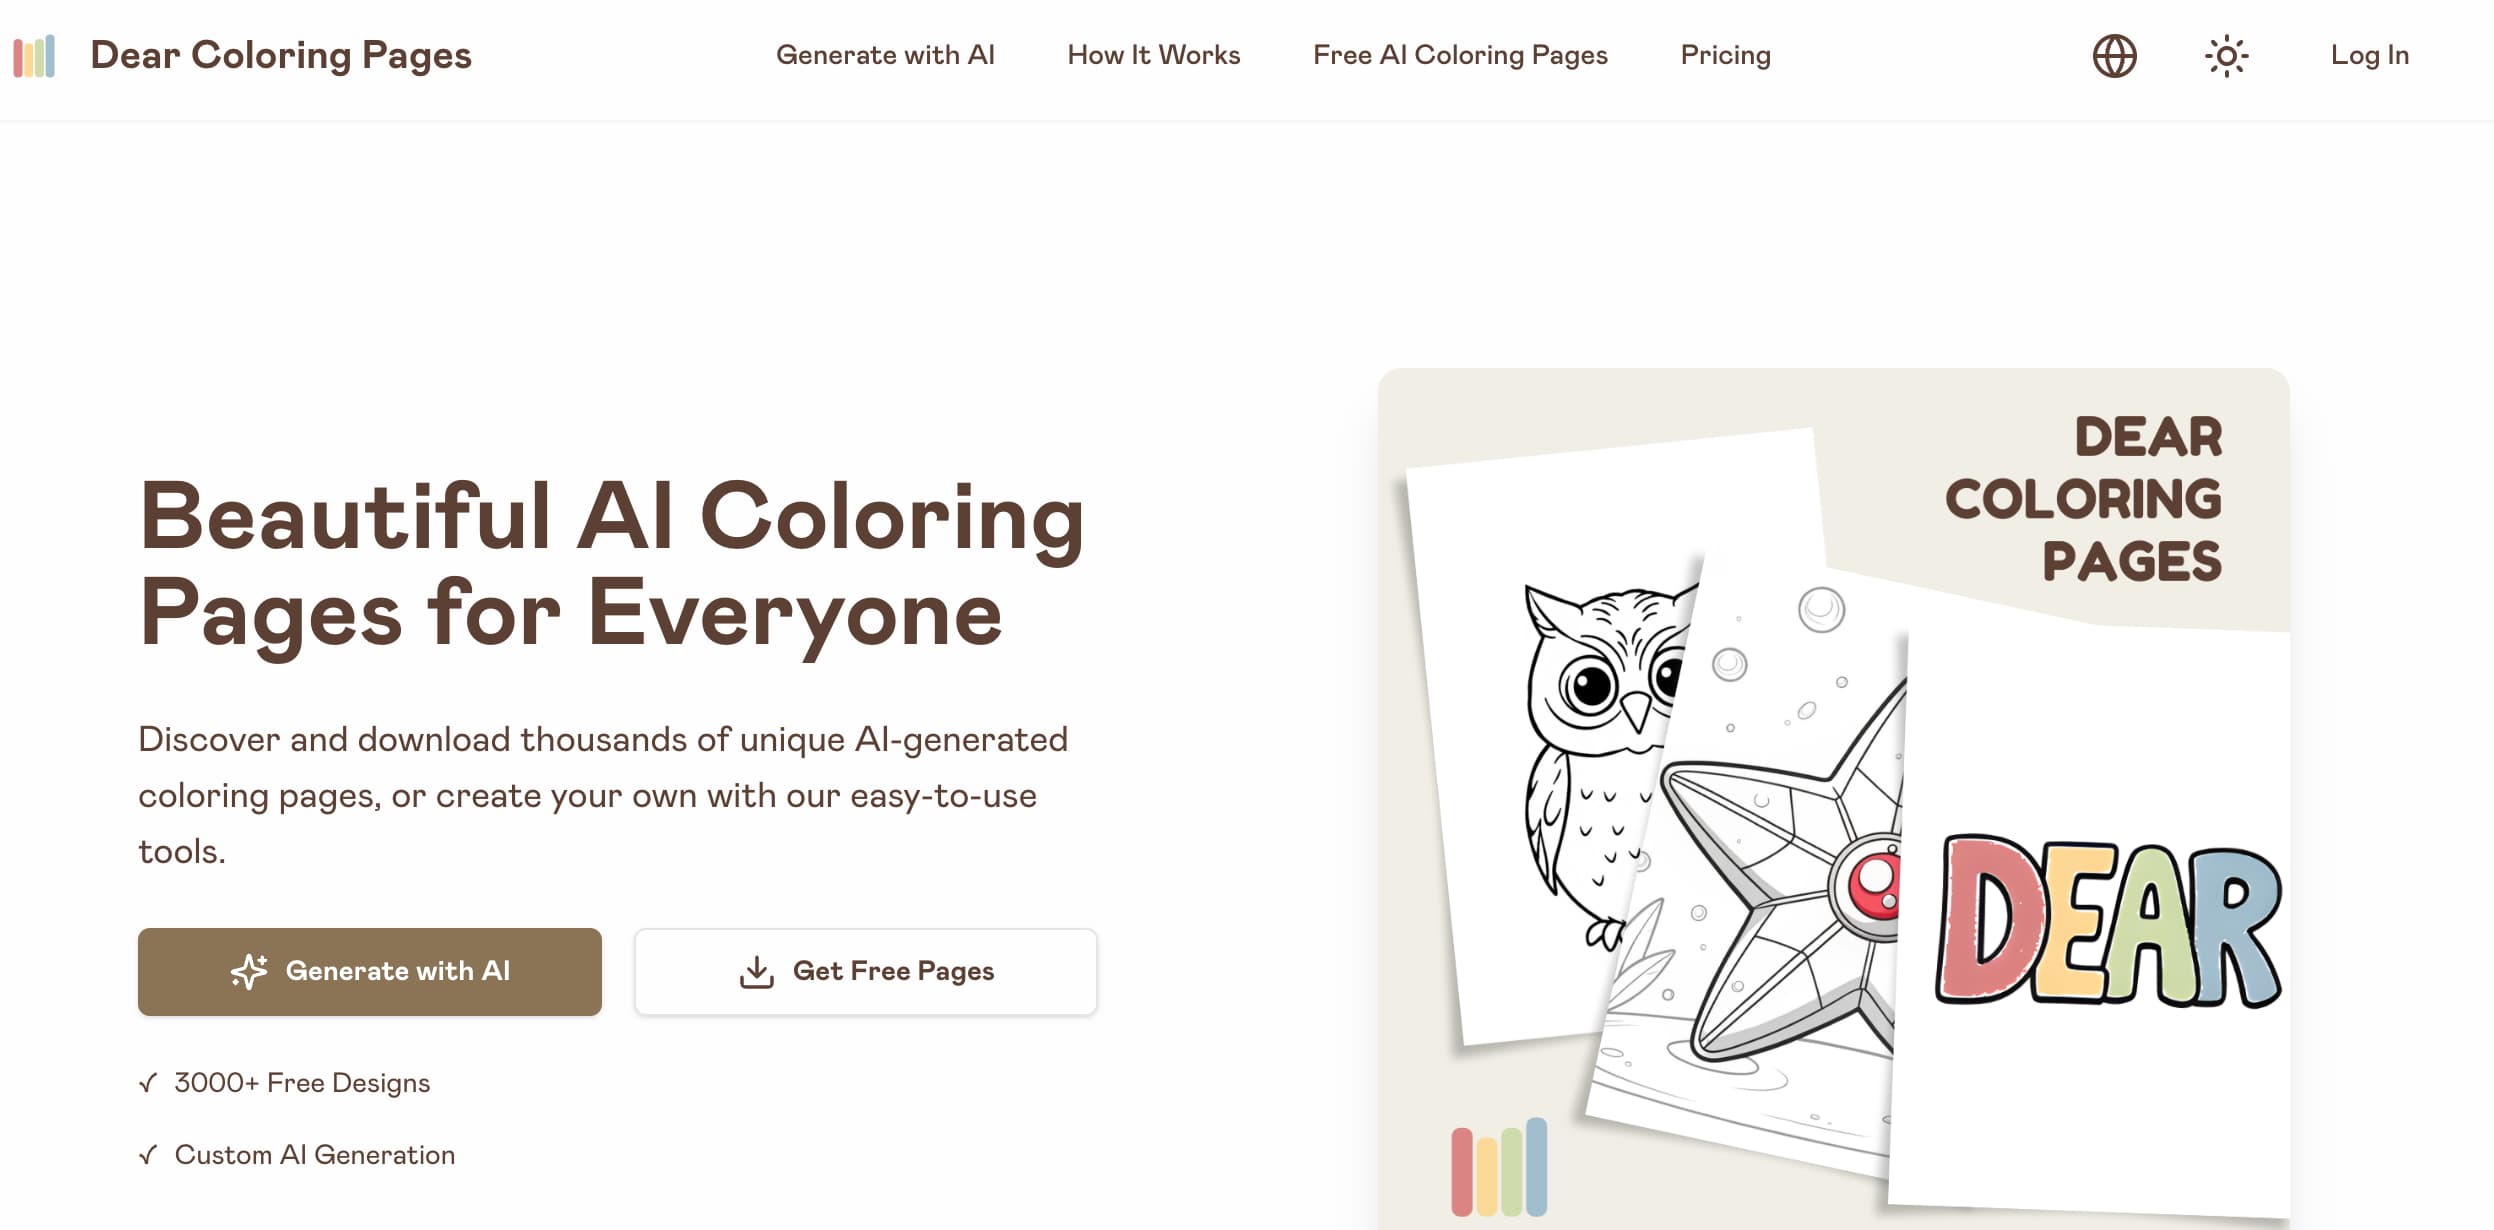 Dear Coloring Pages
Generate with AI
How It Works
Free AI Coloring Pages
Pricing
Log In
Beautiful AI Coloring
Pages for Everyone
Discover and download thousands of unique AI-generated
coloring pages, or create your own with our easy-to-use
tools.
Generate with AI
Get Free Pages
3000+ Free Designs
Custom AI Generation
DEAR
COLORING
PAGES
DEAR